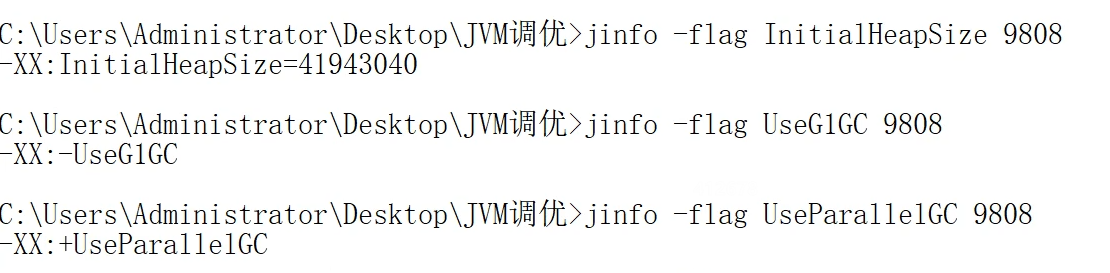 C:\Users\Administrator\Desktop\JVM调优>jinfo -flag InitialHeapSize 9808
-XX:InitialHeapSize=41943040
C:\Users\Administrator\Desktop\JVM调优>jinfo -flag UseG1GC 9808
-XX:-UseG1GC
C:\Users\Administrator\Desktop\JVM调优>jinfo -flag UseParallelGC 9808
-XX:+UseParallelGC